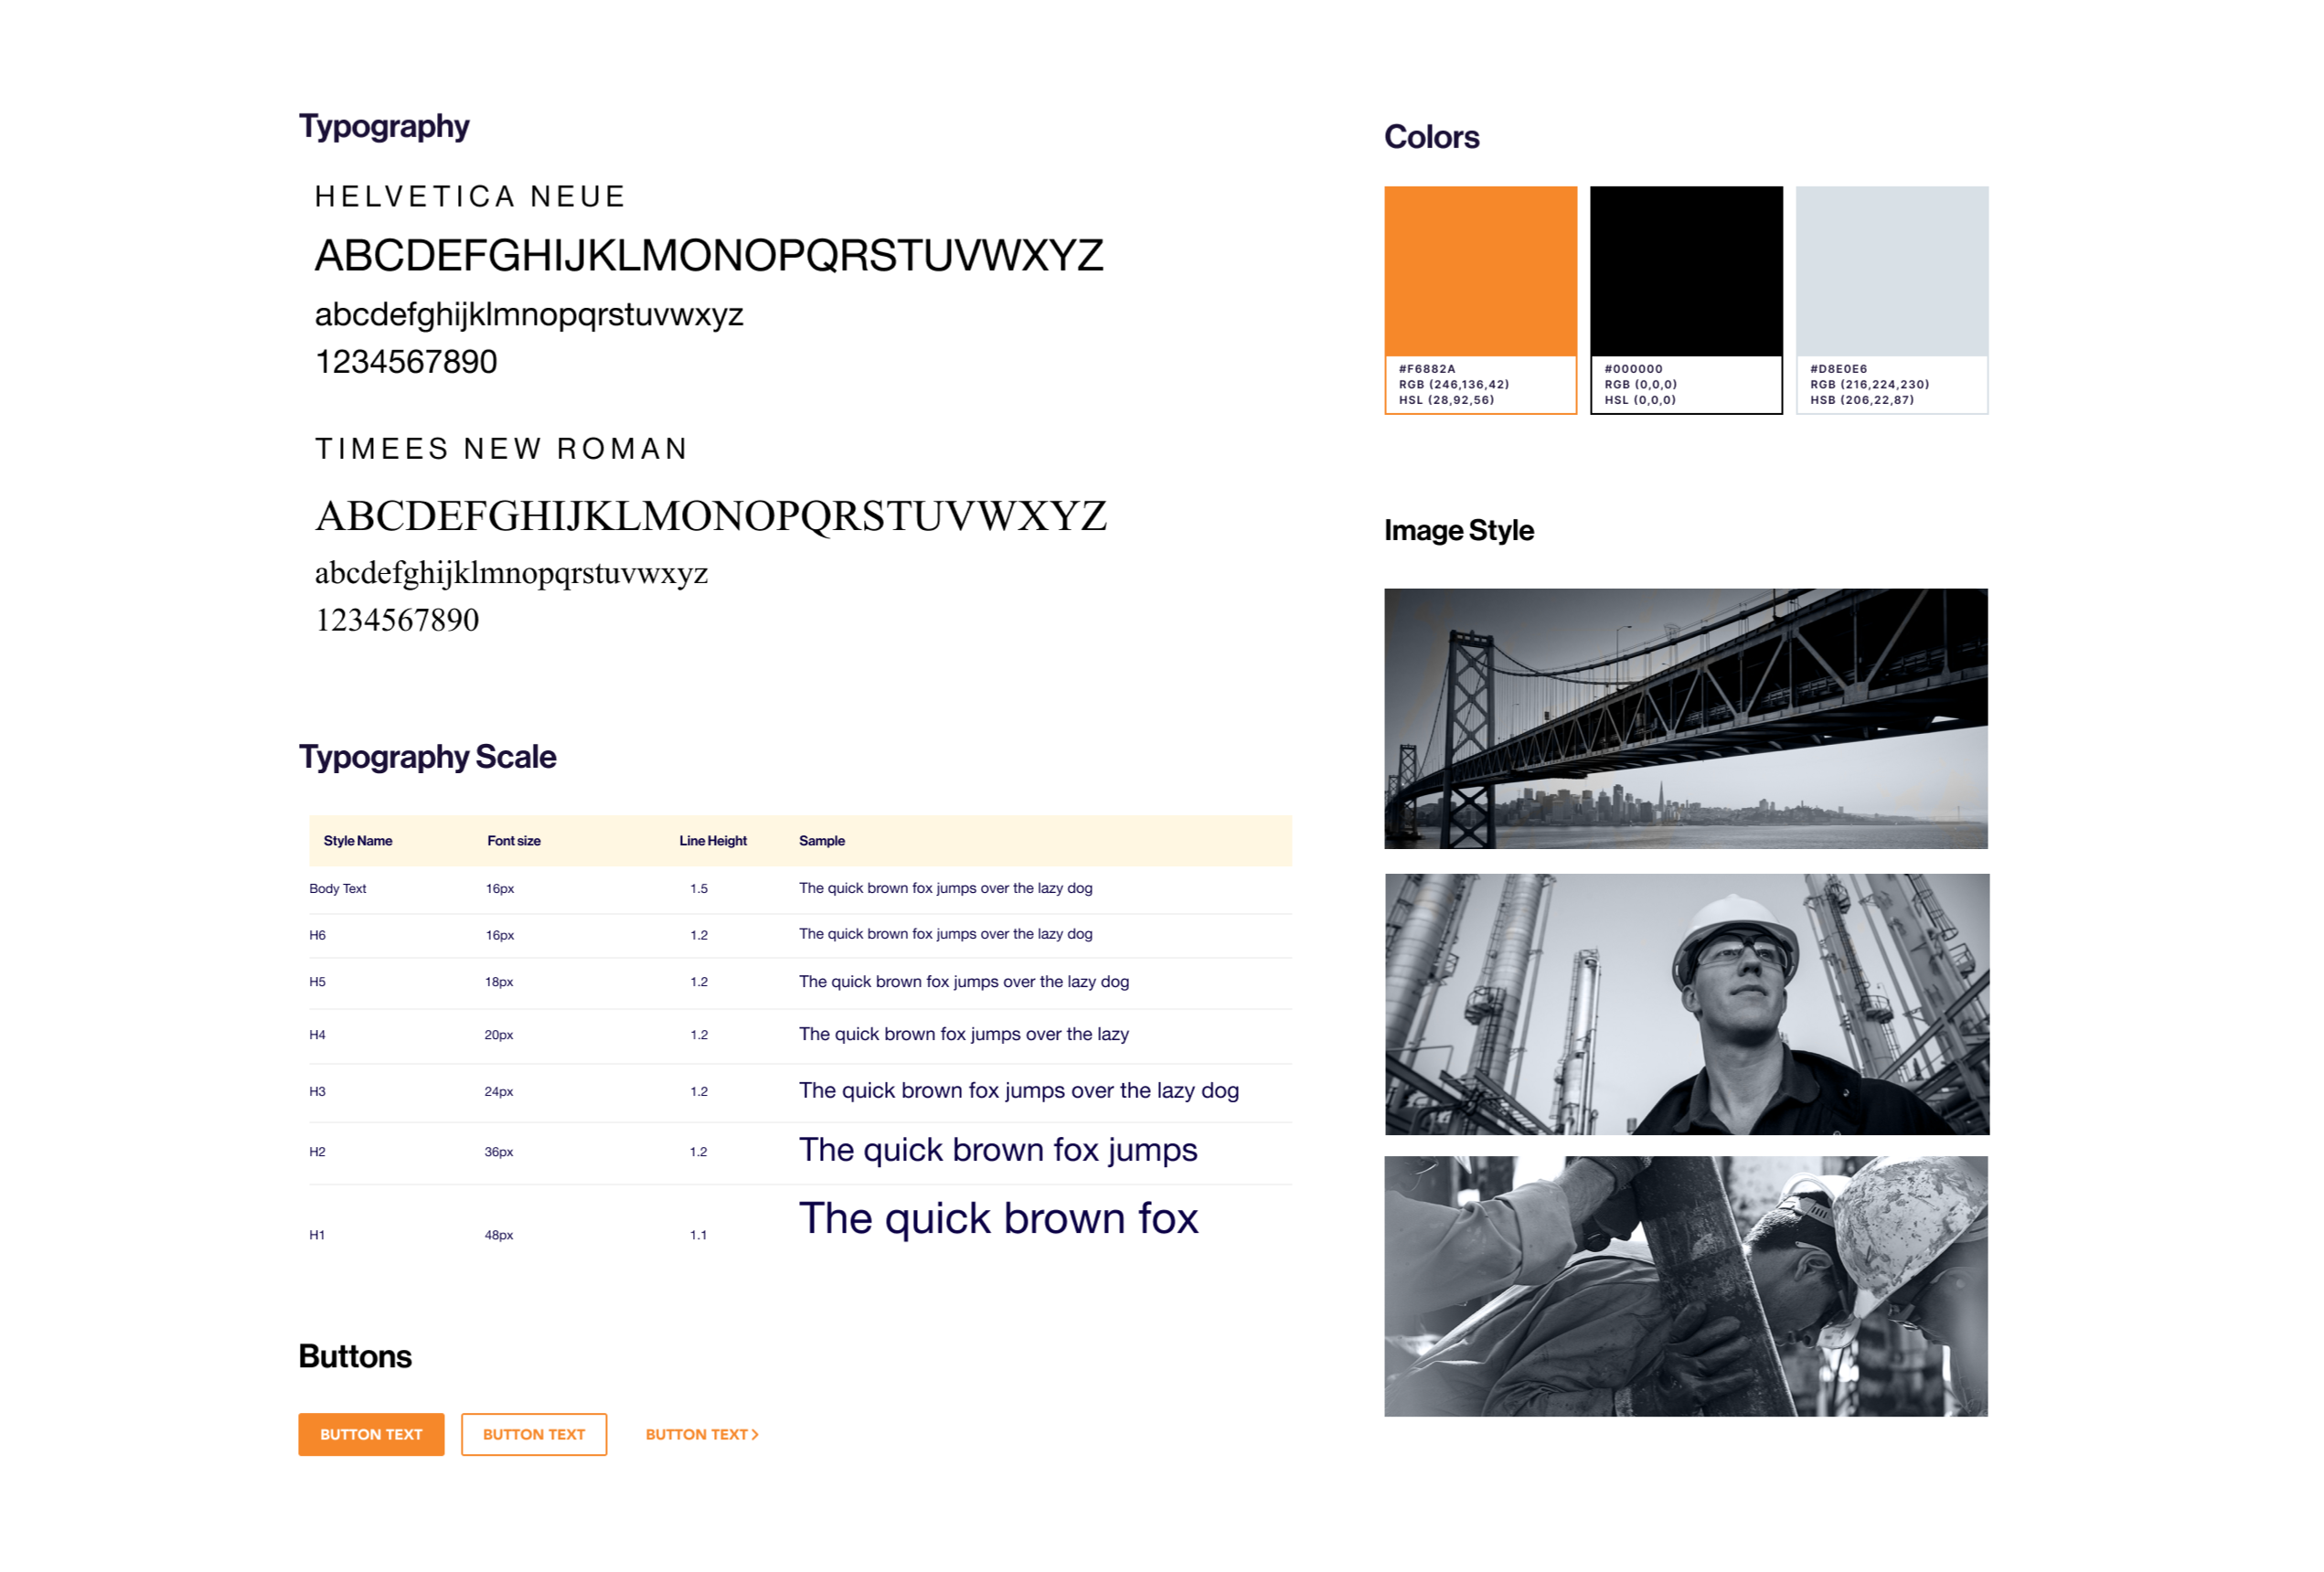 Typography
HELVETICA NEUE
ABCDEFGHIJKLMONOPQRSTUVWXYZ
abcdefghijklmnopqrstuvwxyz
1234567890
TIMEES NEW ROMAN
ABCDEFGHIJKLMONOPQRSTUVWXYZ
abcdefghijklmnopqrstuvwxyz
1234567890
Typography Scale
Style Name Font size Line Height Sample
Body Text 16px 1.5 The quick brown fox jumps over the lazy dog
H6 16px 1.2 The quick brown fox jumps over the lazy dog
H5 18px 1.2 The quick brown fox jumps over the lazy dog
H4 20px 1.2 The quick brown fox jumps over the lazy
H3 24px 1.2 The quick brown fox jumps over the lazy dog
H2 36px 1.2 The quick brown fox jumps
H1 48px 1.1 The quick brown fox
Buttons
BUTTON TEXT
BUTTON TEXT
BUTTON TEXT >
Colors
#F6882A
RGB (246,136,42)
HSL (28,92,56)
#000000
RGB (0,0,0)
HSL (0,0,0)
#D8E0E6
RGB (216,224,230)
HSB (206,22,87)
Image Style